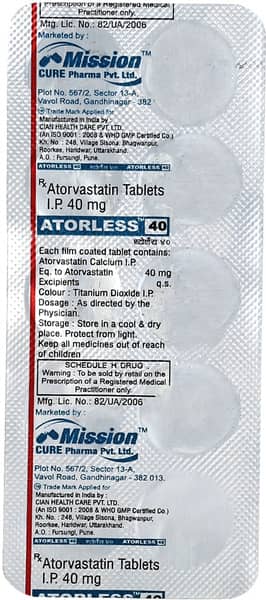 Prescription of a Registered Medical
Practitioner only.
Mfg. Lic. No.: 82/UA/2006
Marketed by :
Mission™
CURE Pharma Pvt. Ltd.
Plot No. 567/2, Sector 13-A,
Vavol Road, Gandhinagar - 382
Trade Mark Applied for
Manufactured in India by :
CIAN HEALTH CARE PVT. LTD.
(An ISO 9001 : 2008 & WHO GMP Certified Co.)
Kh. No. : 248, Village Sisona, Bhagwanpur,
Roorkee, Haridwar, Uttarakhand.
A.O. : Fursungi, Pune.
ATORLESS 40 ATORLESS 40
Rx Atorvastatin Tablets
I.P. 40 mg
ATORLESS™ 40
Each film coated tablet contains:
Atorvastatin Calcium I.P.
Eq. to Atorvastatin 40 mg
Excipients q.s.
Colour : Titanium Dioxide I.P.
Dosage : As directed by the
Physician.
Storage : Store in a cool & dry
place. Protect from light.
Keep all medicines out of reach
of children
SCHEDULE H DRUG
Warning : To be sold by retail on the
Prescription of a Registered Medical
Practitioner only.
Mfg. Lic. No.: 82/UA/2006
Marketed by :
Mission™
CURE Pharma Pvt. Ltd.
Plot No. 567/2, Sector 13-A,
Vavol Road, Gandhinagar - 382 013.
Trade Mark Applied for
Manufactured in India by :
CIAN HEALTH CARE PVT. LTD.
(An ISO 9001 : 2008 & WHO GMP Certified Co.)
Kh. No. : 248, Village Sisona, Bhagwanpur,
Roorkee, Haridwar, Uttarakhand.
A.O. : Fursungi, Pune.
ATORLESS 40 ATORLESS 40
Rx Atorvastatin Tablets
I.P. 40 mg
ATORLESS™ 40